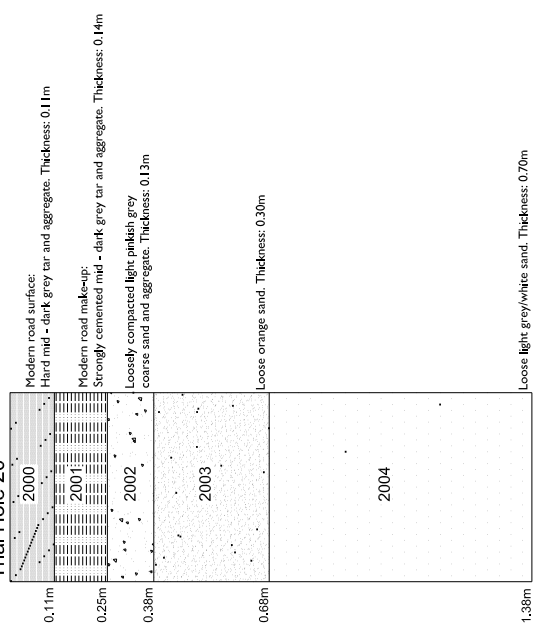 Trial Hole 20
2000
Modern road surface:
Hard mid - dark grey tar and aggregate. Thickness: 0.11m
0.11m
2001
Modern road make-up:
Strongly cemented mid - dark grey tar and aggregate. Thickness: 0.14m
0.25m
2002
Loosely compacted light pinkish grey
coarse sand and aggregate. Thickness: 0.13m
0.38m
2003
Loose orange sand. Thickness: 0.30m
0.68m
2004
Loose light grey/white sand. Thickness: 0.70m
1.38m